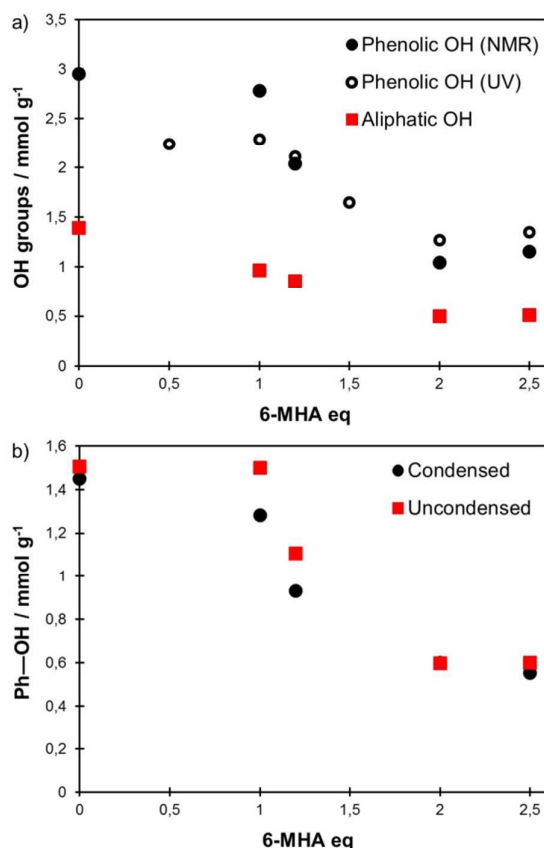 a)
Phenolic OH (NMR)
Phenolic OH (UV)
Aliphatic OH
OH groups / mmol g⁻¹
3,5
3
2,5
2
1,5
1
0,5
0
0 0,5 1 1,5 2 2,5
6-MHA eq
b)
Condensed
Uncondensed
Ph—OH / mmol g⁻¹
1,6
1,4
1,2
1
0,8
0,6
0,4
0,2
0
0 0,5 1 1,5 2 2,5
6-MHA eq